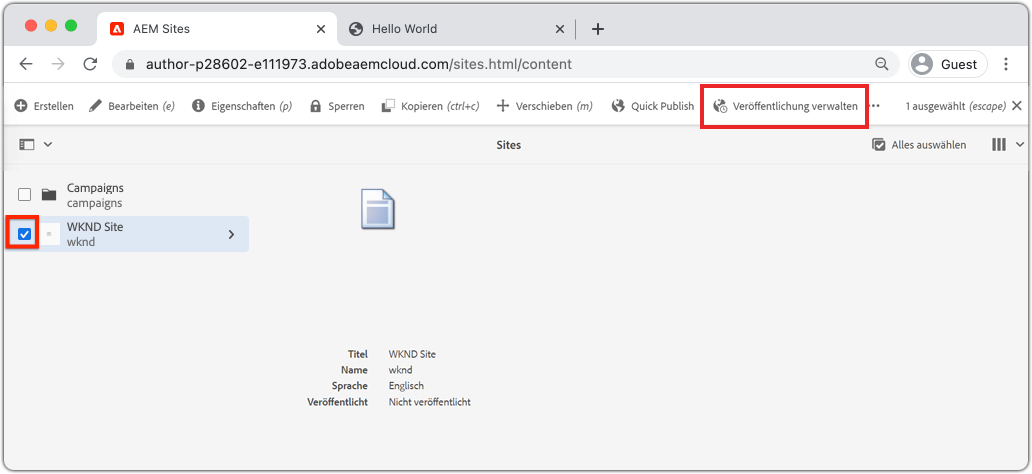 AEM Sites
Hello World
author-p28602-e111973.adobeaemcloud.com/sites.html/content
Guest
Erstellen Bearbeiten (e) Eigenschaften (p) Sperren Kopieren (ctrl+c) Verschieben (m) Quick Publish Veröffentlichung verwalten ••• 1 ausgewählt (escape)
Sites
Alles auswählen
Campaigns
campaigns
WKND Site
wknd
Titel WKND Site
Name wknd
Sprache Englisch
Veröffentlicht Nicht veröffentlicht